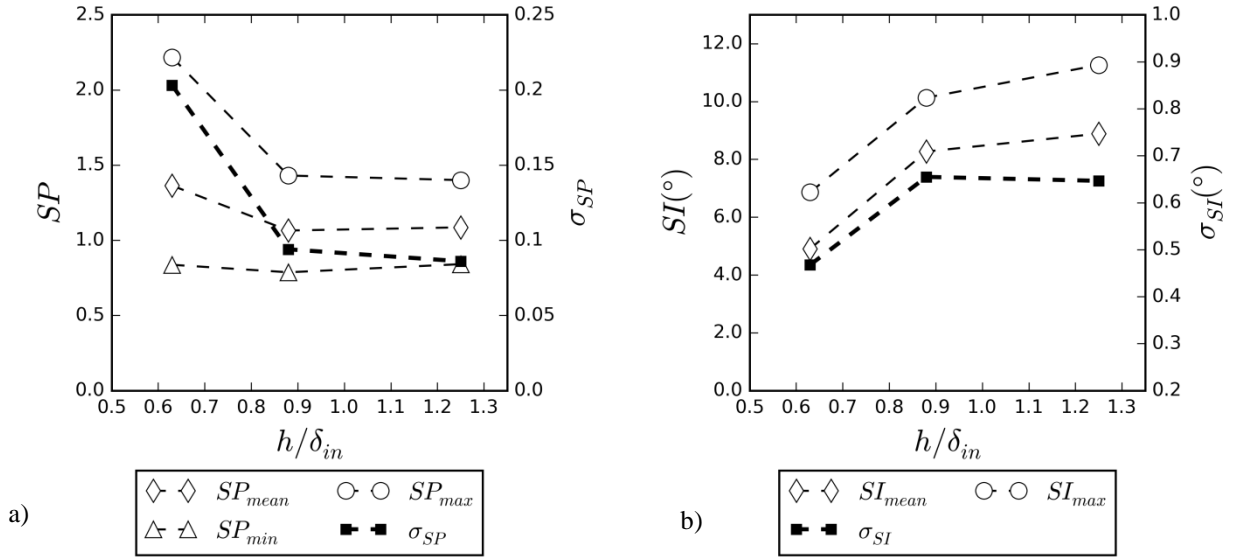 2.5
2.0
1.5
1.0
0.5
0.0
SP
0.25
0.20
0.15
0.10
0.05
0.00
σ_SP
0.5 0.6 0.7 0.8 0.9 1.0 1.1 1.2 1.3
h/δ_in
SP_mean SP_max
SP_min σ_SP
a)
12.0
10.0
8.0
6.0
4.0
2.0
0.0
SI(°)
1.0
0.9
0.8
0.7
0.6
0.5
0.4
0.3
0.2
σ_SI(°)
0.5 0.6 0.7 0.8 0.9 1.0 1.1 1.2 1.3
h/δ_in
SI_mean SI_max
σ_SI
b)